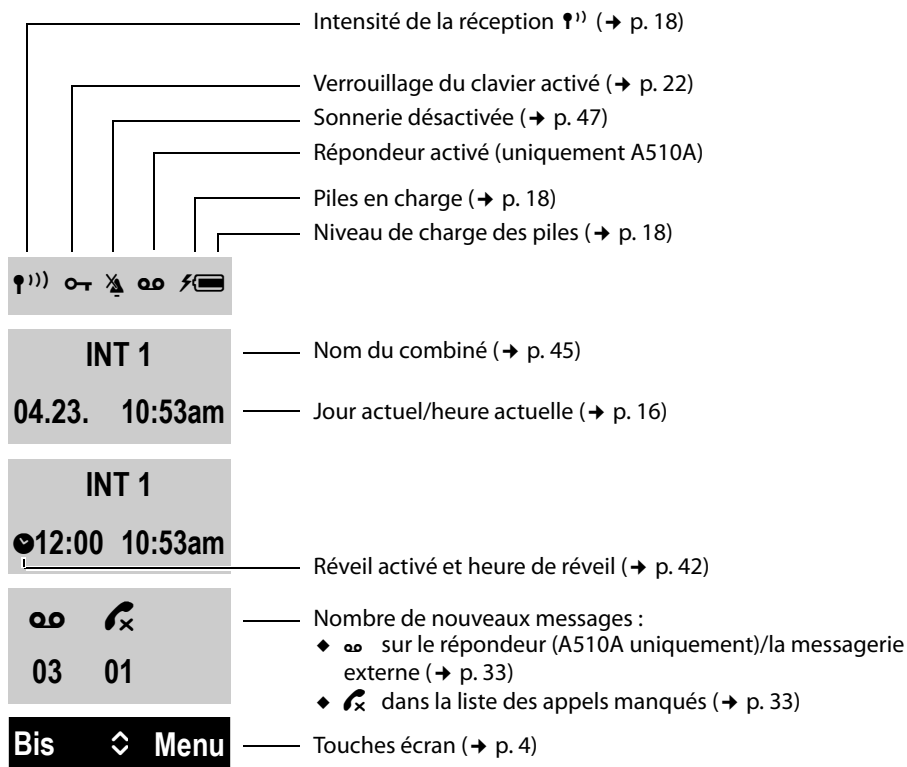 Intensité de la réception (➔ p. 18)
Verrouillage du clavier activé (➔ p. 22)
Sonnerie désactivée (➔ p. 47)
Répondeur activé (uniquement A510A)
Piles en charge (➔ p. 18)
Niveau de charge des piles (➔ p. 18)
INT 1
Nom du combiné (➔ p. 45)
04.23. 10:53am
Jour actuel/heure actuelle (➔ p. 16)
INT 1
12:00 10:53am
Réveil activé et heure de réveil (➔ p. 42)
Nombre de nouveaux messages :
◆ sur le répondeur (A510A uniquement)/la messagerie
externe (➔ p. 33)
03 01
◆ dans la liste des appels manqués (➔ p. 33)
Bis Menu
Touches écran (➔ p. 4)